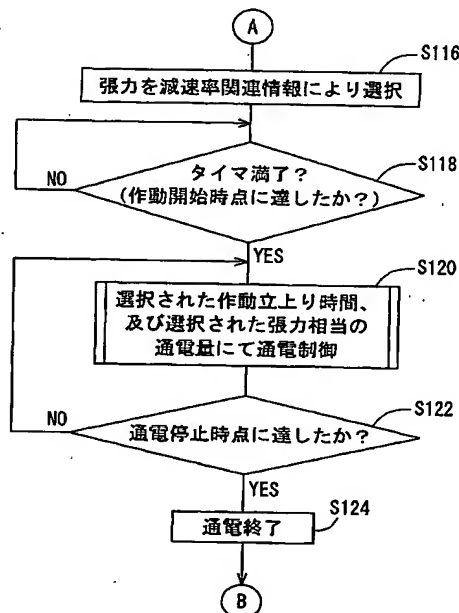 A
S116
張力を減速率関連情報により選択
S118
タイマ満了?
(作動開始時点に達したか?)
NO
YES
S120
選択された作動立上り時間、
及び選択された張力相当の
通電量にて通電制御
S122
通電停止時点に達したか?
NO
YES
S124
通電終了
B